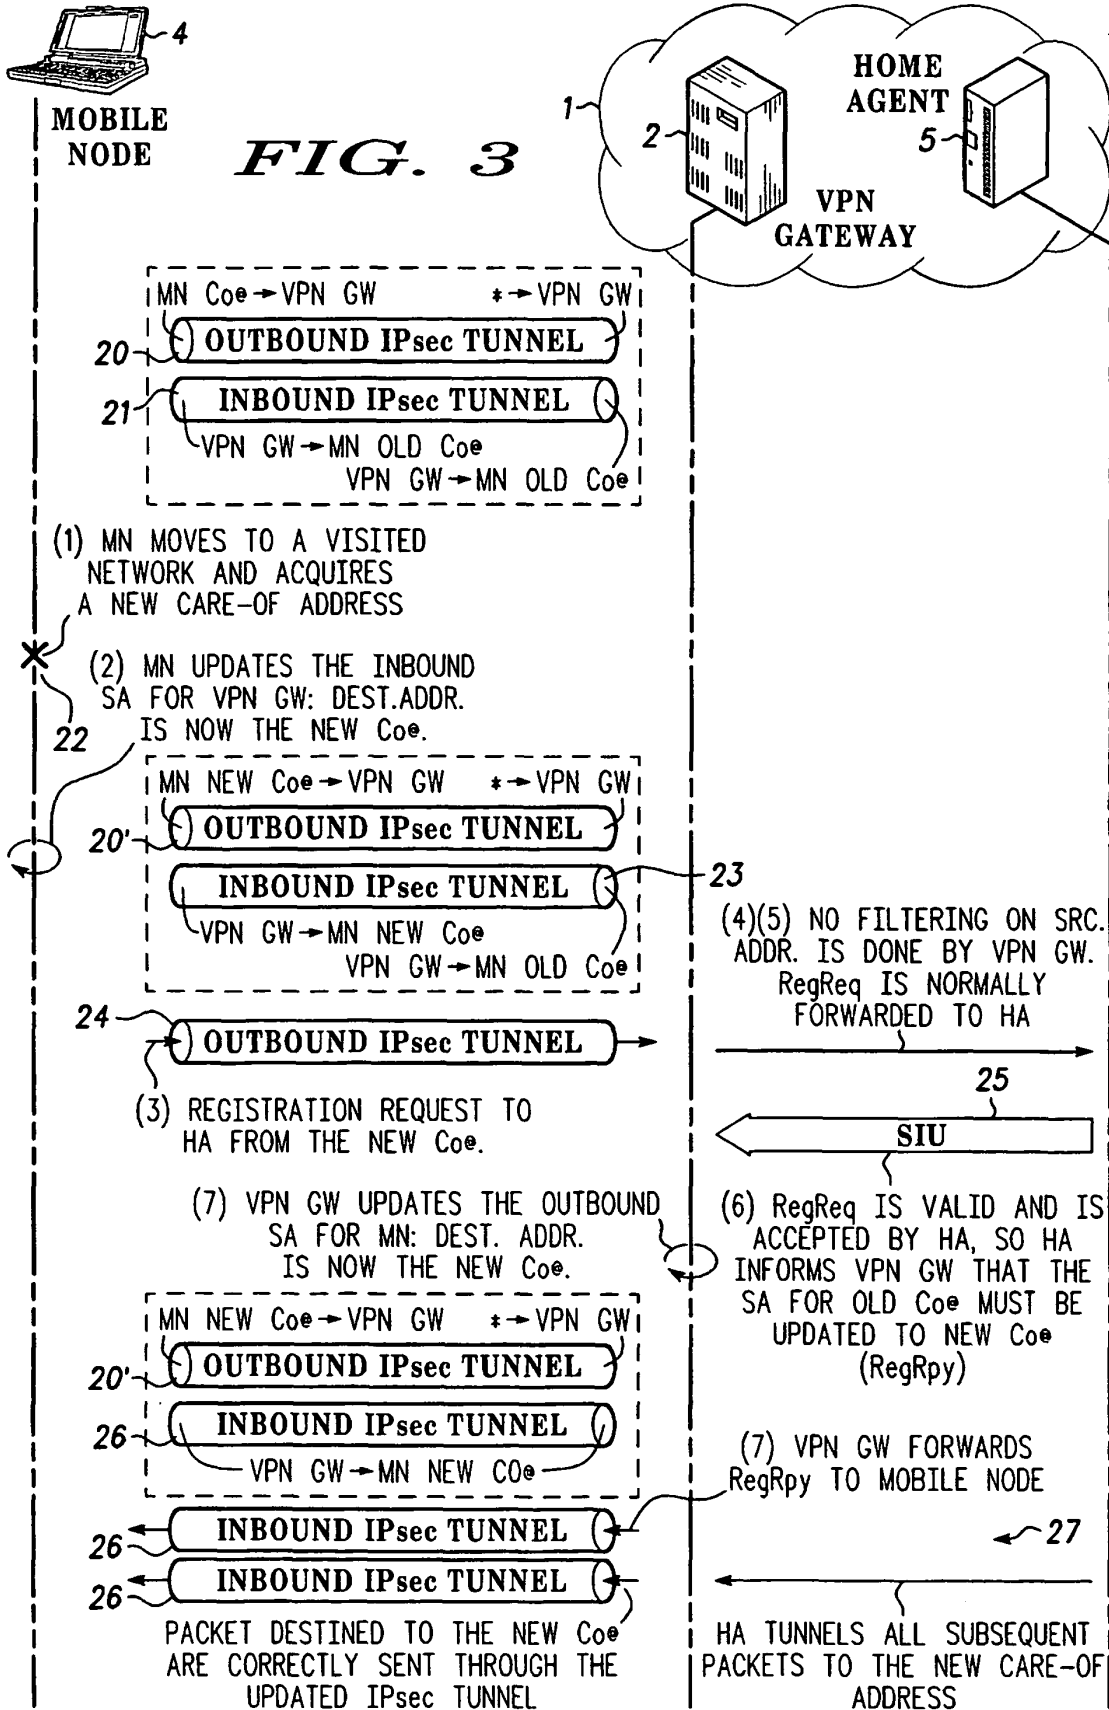 4
MOBILE
NODE
FIG. 3
1
2
HOME
AGENT
5
VPN
GATEWAY
MN Co@→VPN GW *→VPN GW
20
OUTBOUND IPsec TUNNEL
21
INBOUND IPsec TUNNEL
VPN GW→MN OLD Co@
VPN GW→MN OLD Co@
(1) MN MOVES TO A VISITED
NETWORK AND ACQUIRES
A NEW CARE-OF ADDRESS
22
(2) MN UPDATES THE INBOUND
SA FOR VPN GW: DEST.ADDR.
IS NOW THE NEW Co@.
MN NEW Co@→VPN GW *→VPN GW
20'
OUTBOUND IPsec TUNNEL
INBOUND IPsec TUNNEL
23
VPN GW→MN NEW Co@
VPN GW→MN OLD Co@
(4)(5) NO FILTERING ON SRC.
ADDR. IS DONE BY VPN GW.
RegReq IS NORMALLY
FORWARDED TO HA
24
OUTBOUND IPsec TUNNEL
(3) REGISTRATION REQUEST TO
HA FROM THE NEW Co@.
25
SIU
(6) RegReq IS VALID AND IS
ACCEPTED BY HA, SO HA
INFORMS VPN GW THAT THE
SA FOR OLD Co@ MUST BE
UPDATED TO NEW Co@
(RegRpy)
(7) VPN GW UPDATES THE OUTBOUND
SA FOR MN: DEST. ADDR.
IS NOW THE NEW Co@.
MN NEW Co@→VPN GW *→VPN GW
20'
OUTBOUND IPsec TUNNEL
26
INBOUND IPsec TUNNEL
VPN GW→MN NEW CO@
(7) VPN GW FORWARDS
RegRpy TO MOBILE NODE
26
INBOUND IPsec TUNNEL
27
26
INBOUND IPsec TUNNEL
PACKET DESTINED TO THE NEW Co@
ARE CORRECTLY SENT THROUGH THE
UPDATED IPsec TUNNEL
HA TUNNELS ALL SUBSEQUENT
PACKETS TO THE NEW CARE-OF
ADDRESS